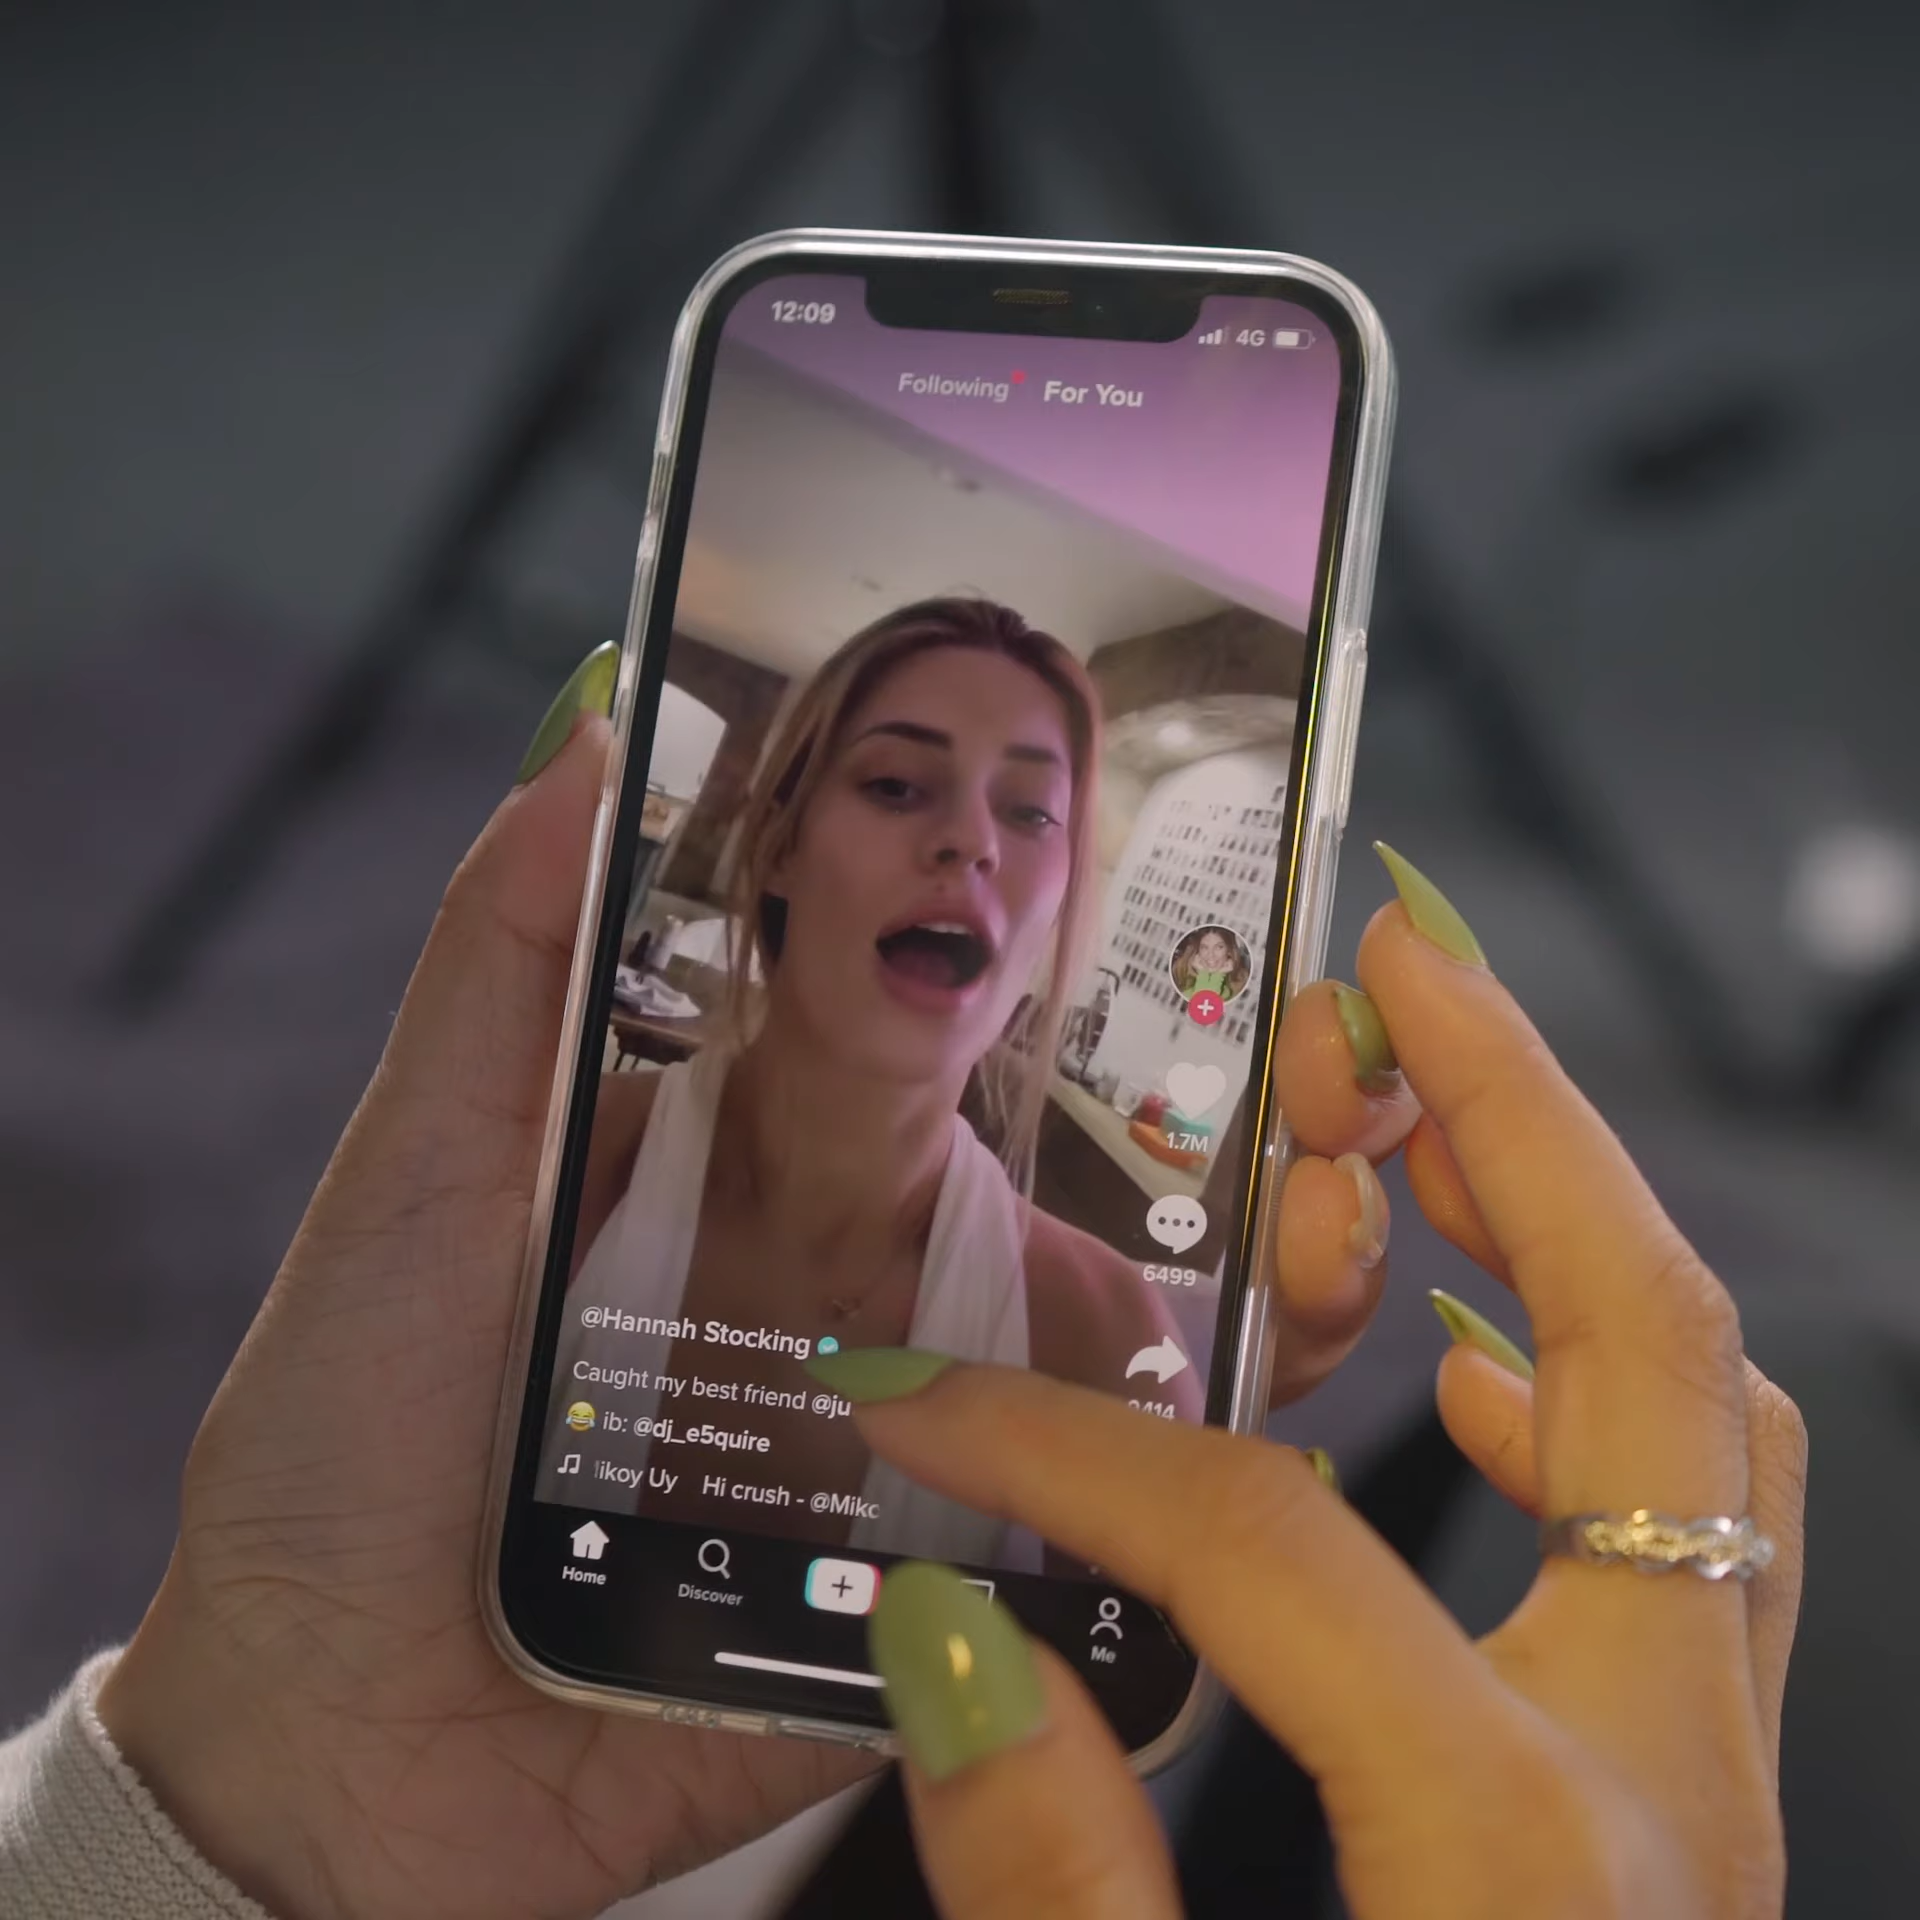 12:09
4G
Following For You
1.7M
6499
@Hannah Stocking
Caught my best friend @ju
😂 ib: @dj_e5quire
ikoy Uy Hi crush - @Mik
Home
Discover
Me